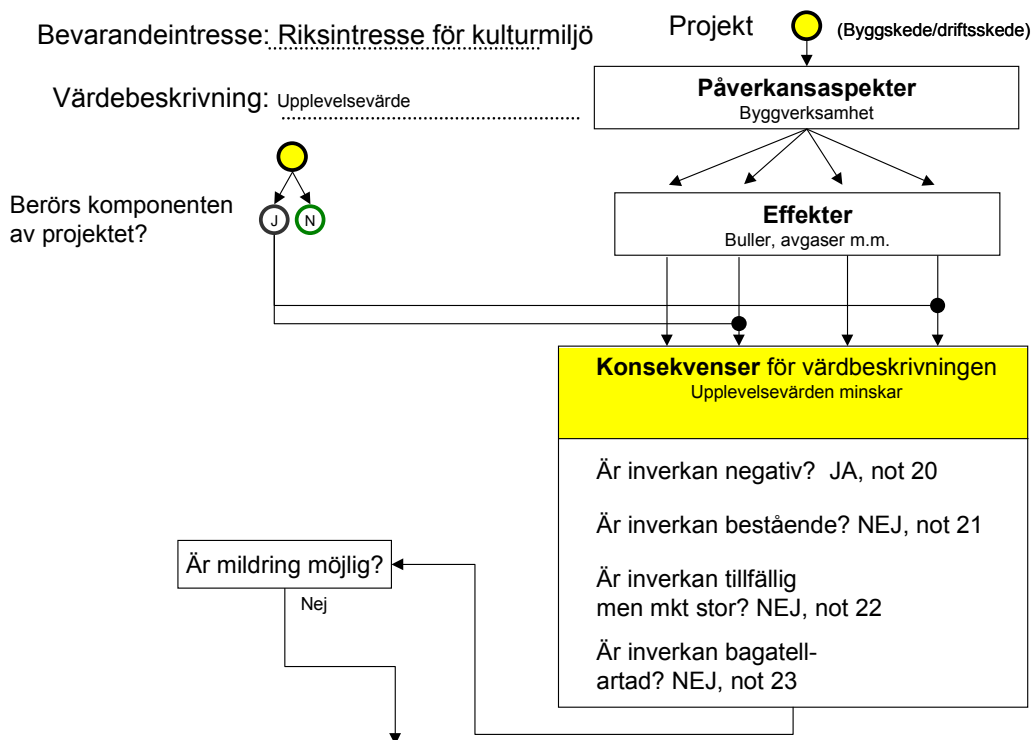 Bevarandeintresse: Riksintresse för kulturmiljö
Projekt
(Byggskede/driftsskede)
Påverkansaspekter
Byggverksamhet
Värdebeskrivning: Upplevelsevärde
Berörs komponenten
av projektet?
J
N
Effekter
Buller, avgaser m.m.
Konsekvenser för värdbeskrivningen
Upplevelsevärden minskar
Är inverkan negativ? JA, not 20
Är inverkan bestående? NEJ, not 21
Är inverkan tillfällig
men mkt stor? NEJ, not 22
Är inverkan bagatell-
artad? NEJ, not 23
Är mildring möjlig?
Nej